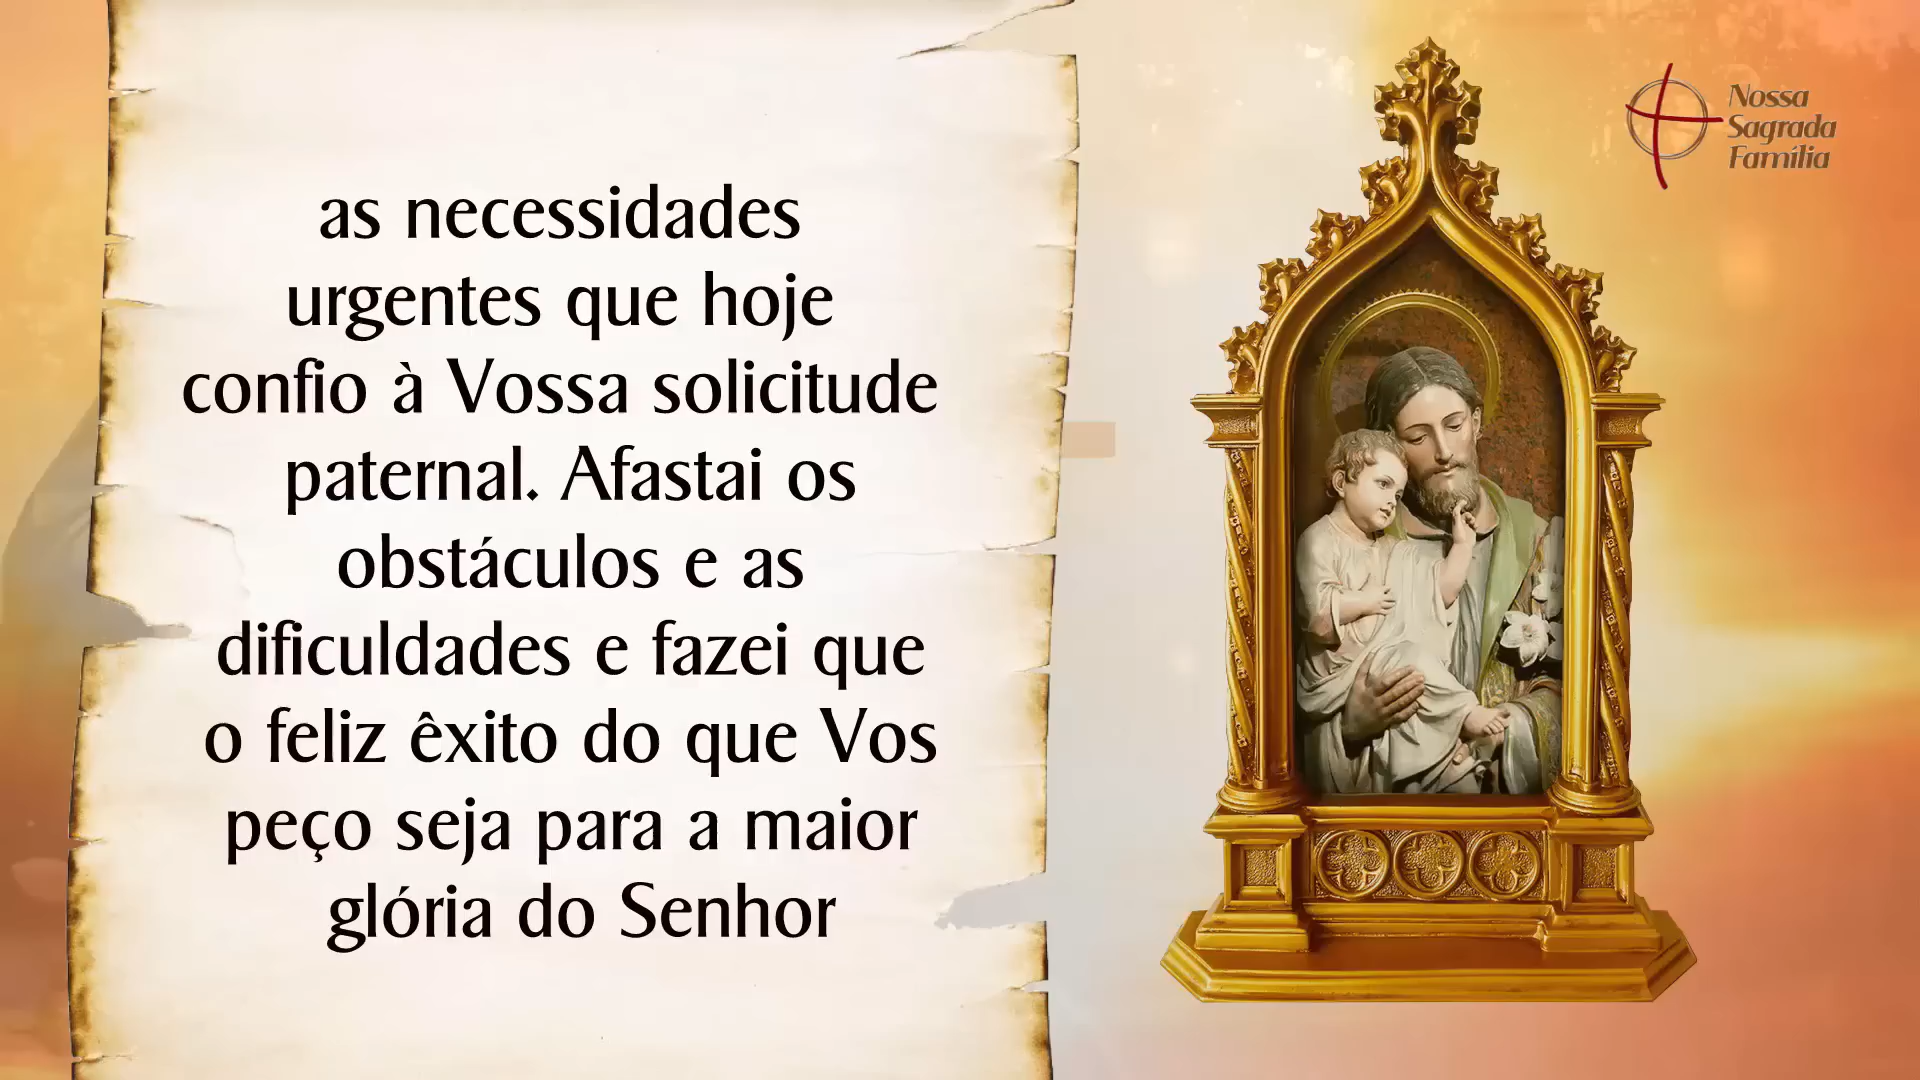 as necessidades
urgentes que hoje
confio à Vossa solicitude
paternal. Afastai os
obstáculos e as
dificuldades e fazei que
o feliz êxito do que Vos
peço seja para a maior
glória do Senhor
Nossa
Sagrada
Família